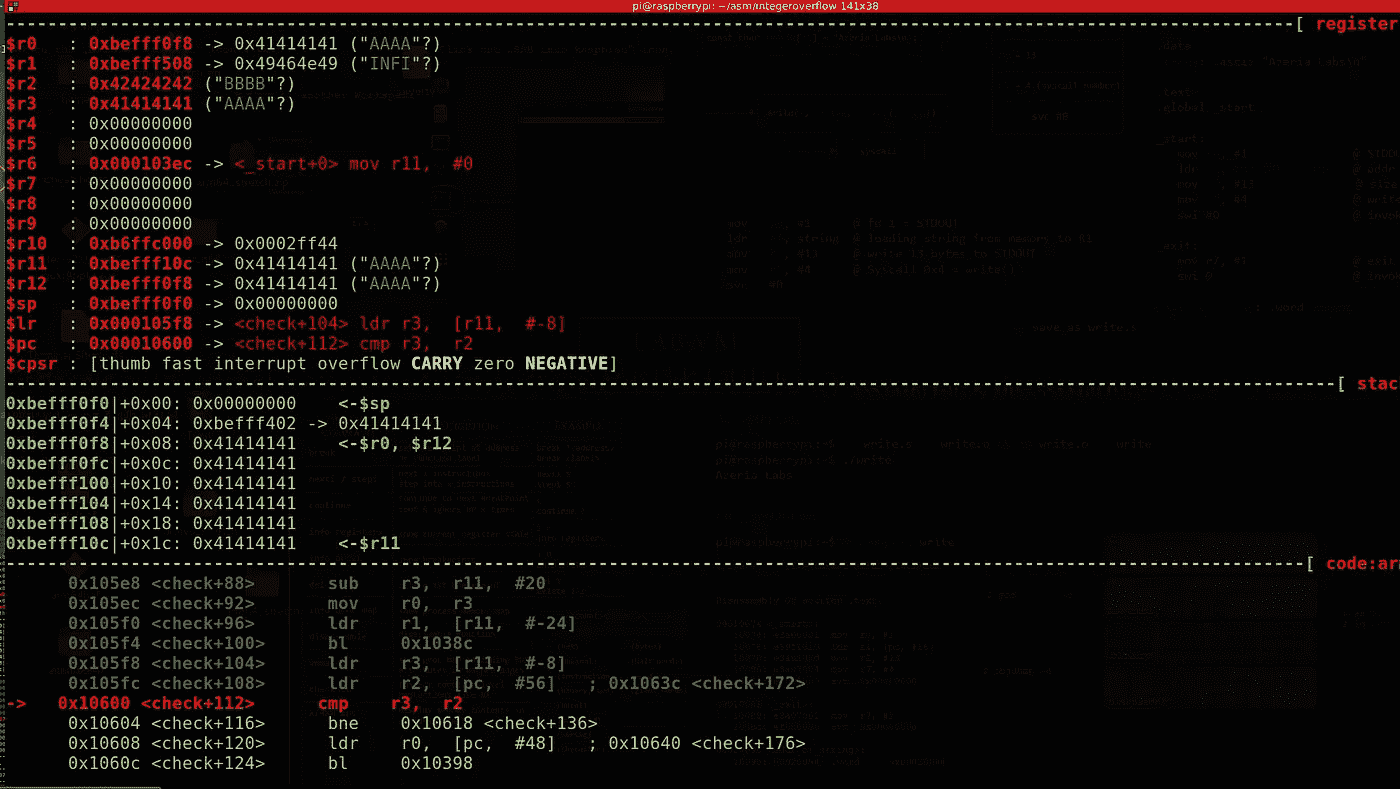 pi@raspberrypi: ~/asm/integeroverflow 141x38
[ register
$r0 : 0xbefff0f8 -> 0x41414141 ("AAAA"?)
$r1 : 0xbefff508 -> 0x49464e49 ("INFI"?)
$r2 : 0x42424242 ("BBBB"?)
$r3 : 0x41414141 ("AAAA"?)
$r4 : 0x00000000
$r5 : 0x00000000
$r6 : 0x000103ec -> <_start+0> mov r11, #0
$r7 : 0x00000000
$r8 : 0x00000000
$r9 : 0x00000000
$r10 : 0xb6ffc000 -> 0x0002ff44
$r11 : 0xbefff10c -> 0x41414141 ("AAAA"?)
$r12 : 0xbefff0f8 -> 0x41414141 ("AAAA"?)
$sp : 0xbefff0f0 -> 0x00000000
$lr : 0x000105f8 -> <check+104> ldr r3, [r11, #-8]
$pc : 0x00010600 -> <check+112> cmp r3, r2
$cpsr : [thumb fast interrupt overflow CARRY zero NEGATIVE]
[ stac
0xbefff0f0|+0x00: 0x00000000 <-$sp
0xbefff0f4|+0x04: 0xbefff402 -> 0x41414141
0xbefff0f8|+0x08: 0x41414141 <-$r0, $r12
0xbefff0fc|+0x0c: 0x41414141
0xbefff100|+0x10: 0x41414141
0xbefff104|+0x14: 0x41414141
0xbefff108|+0x18: 0x41414141
0xbefff10c|+0x1c: 0x41414141 <-$r11
[ code:ar
0x105e8 <check+88> sub r3, r11, #20
0x105ec <check+92> mov r0, r3
0x105f0 <check+96> ldr r1, [r11, #-24]
0x105f4 <check+100> bl 0x1038c
0x105f8 <check+104> ldr r3, [r11, #-8]
0x105fc <check+108> ldr r2, [pc, #56] ; 0x1063c <check+172>
-> 0x10600 <check+112> cmp r3, r2
0x10604 <check+116> bne 0x10618 <check+136>
0x10608 <check+120> ldr r0, [pc, #48] ; 0x10640 <check+176>
0x1060c <check+124> bl 0x10398